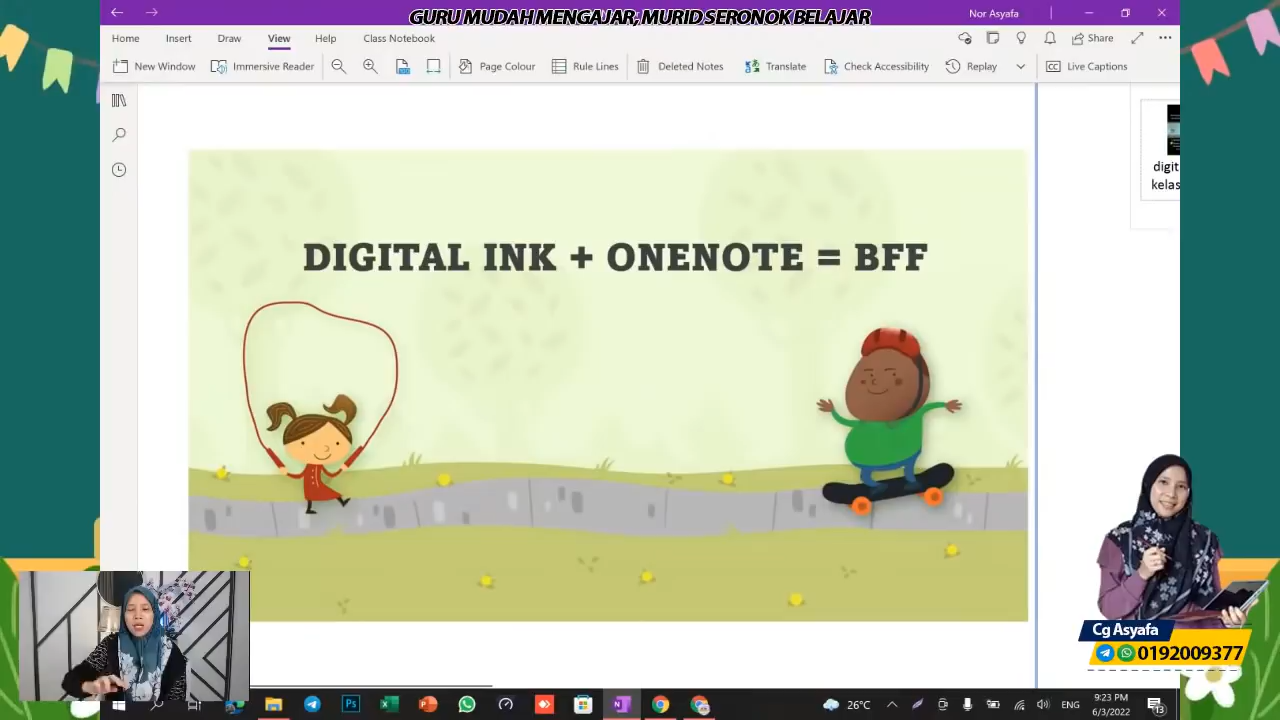 GURU MUDAH MENGAJAR, MURID SERONOK BELAJAR
Nor Asyafa
Home Insert Draw View Help Class Notebook
Share
New Window Immersive Reader Page Colour Rule Lines Deleted Notes Translate Check Accessibility Replay Live Captions
digit
kelas
DIGITAL INK + ONENOTE = BFF
Cg Asyafa
0192009377
26°C
9:23 PM
6/3/2022
13